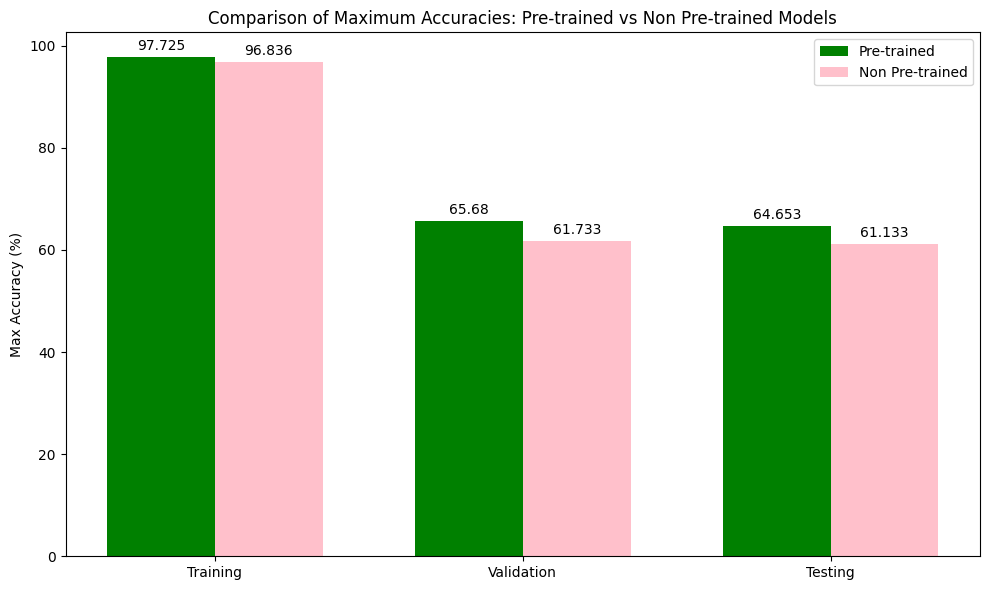 Comparison of Maximum Accuracies: Pre-trained vs Non Pre-trained Models
Max Accuracy (%)
100
80
60
40
20
0
97.725
96.836
65.68
61.733
64.653
61.133
Pre-trained
Non Pre-trained
Training
Validation
Testing